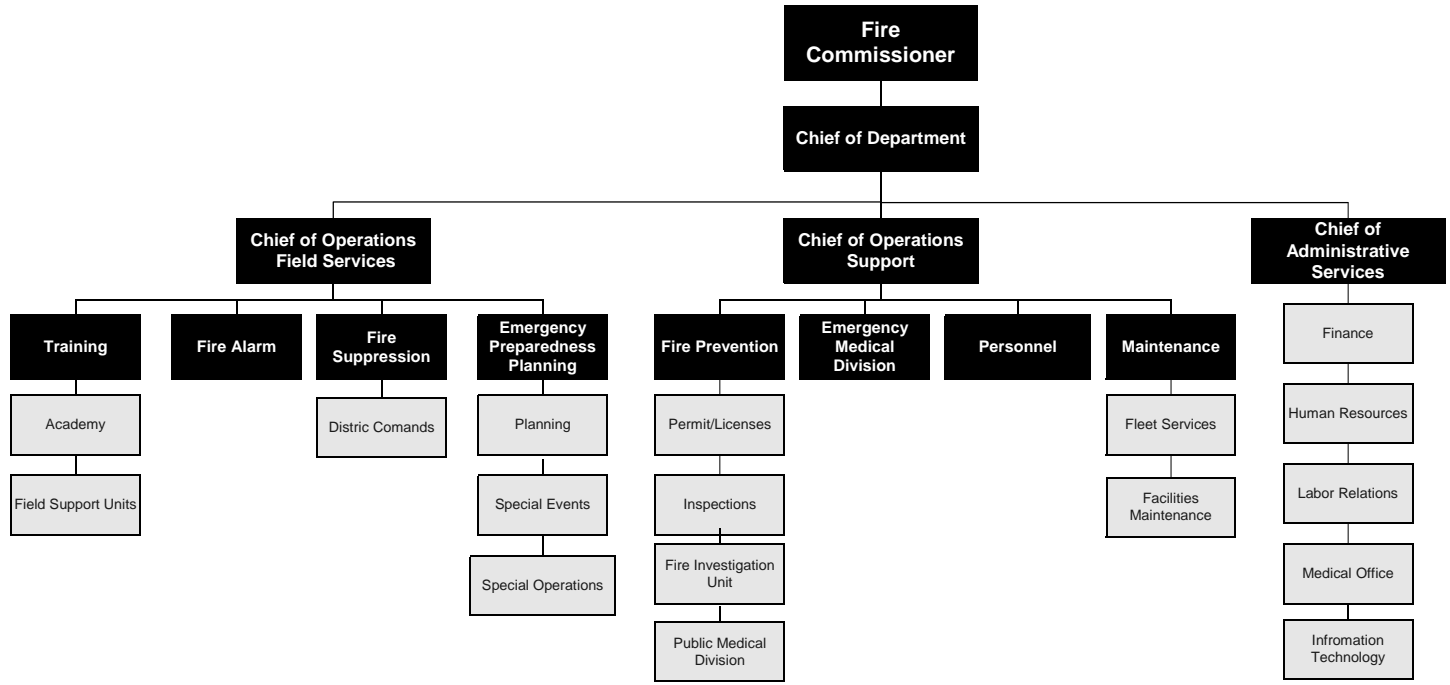 Fire
Commissioner
Chief of Department
Chief of Operations
Field Services
Chief of Operations
Support
Chief of
Administrative
Services
Training
Fire Alarm
Fire
Suppression
Emergency
Preparedness
Planning
Fire Prevention
Emergency
Medical
Division
Personnel
Maintenance
Finance
Academy
Distric Comands
Planning
Permit/Licenses
Fleet Services
Human Resources
Field Support Units
Special Events
Inspections
Facilities
Maintenance
Labor Relations
Special Operations
Fire Investigation
Unit
Medical Office
Public Medical
Division
Infromation
Technology